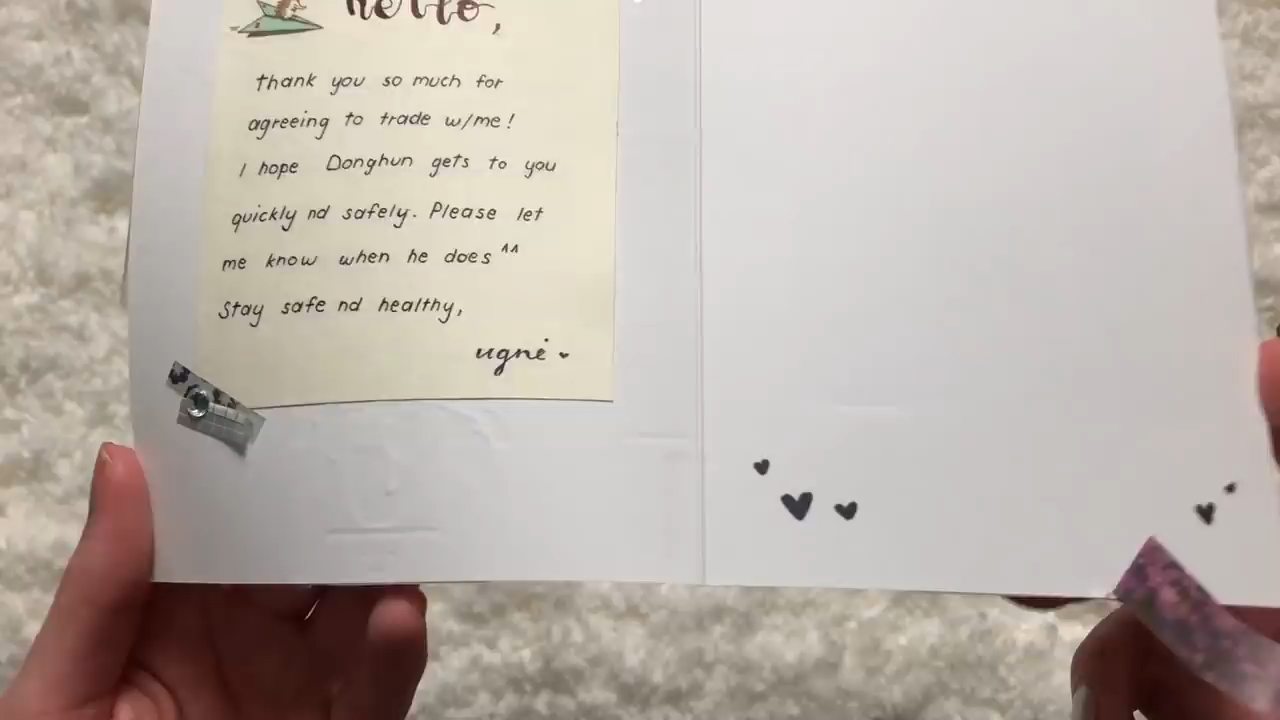 hello,
thank you so much for
agreeing to trade w/me!
I hope Donghun gets to you
quickly nd safely. Please let
me know when he does ^^
Stay safe nd healthy,
ugnė